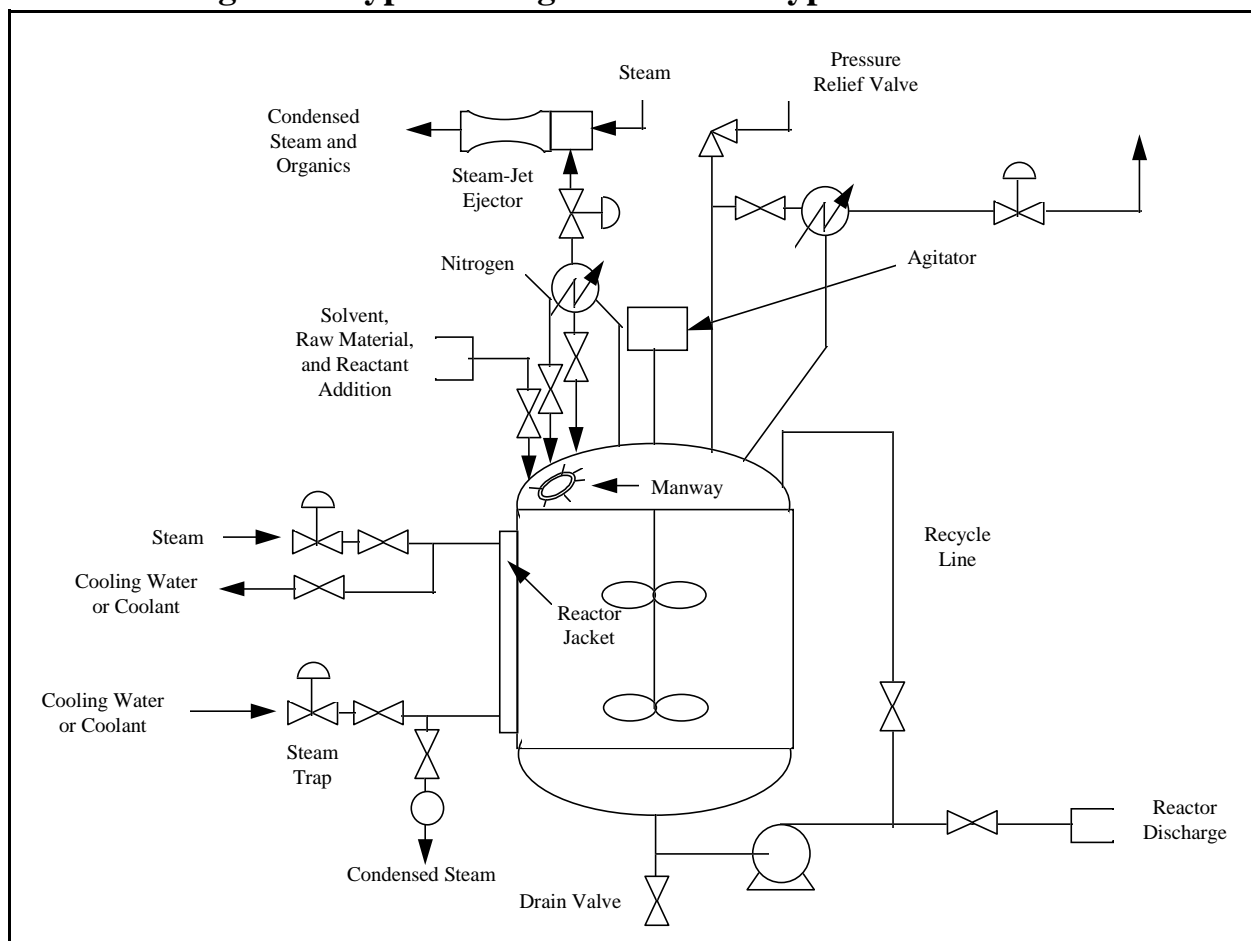 Steam
Pressure
Relief Valve
Condensed
Steam and
Organics
Steam-Jet
Ejector
Nitrogen
Agitator
Solvent,
Raw Material,
and Reactant
Addition
Manway
Steam
Recycle
Line
Cooling Water
or Coolant
Reactor
Jacket
Cooling Water
or Coolant
Steam
Trap
Reactor
Discharge
Condensed Steam
Drain Valve